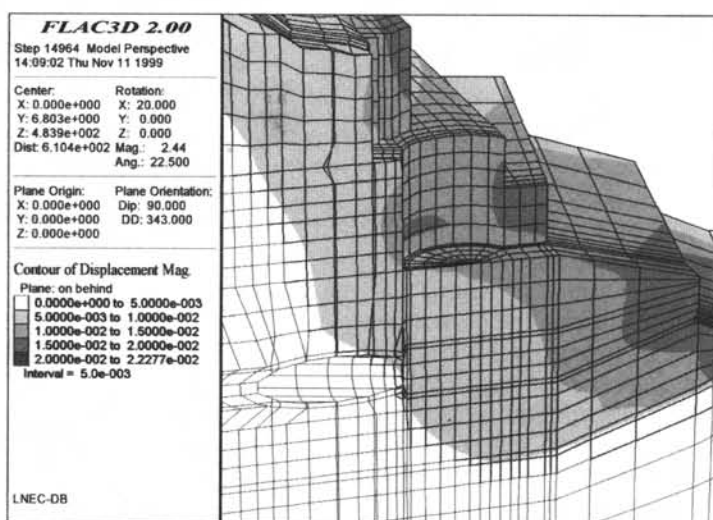 FLAC3D 2.00
Step 14964 Model Perspective
14:09:02 Thu Nov 11 1999
Center: Rotation:
X: 0.000e+000 X: 20.000
Y: 6.803e+000 Y: 0.000
Z: 4.839e+002 Z: 0.000
Dist: 6.104e+002 Mag.: 2.44
Ang.: 22.500
Plane Origin: Plane Orientation:
X: 0.000e+000 Dip: 90.000
Y: 0.000e+000 DD: 343.000
Z: 0.000e+000
Contour of Displacement Mag.
Plane: on behind
0.0000e+000 to 5.0000e-003
5.0000e-003 to 1.0000e-002
1.0000e-002 to 1.5000e-002
1.5000e-002 to 2.0000e-002
2.0000e-002 to 2.2277e-002
Interval = 5.0e-003
LNEC-DB